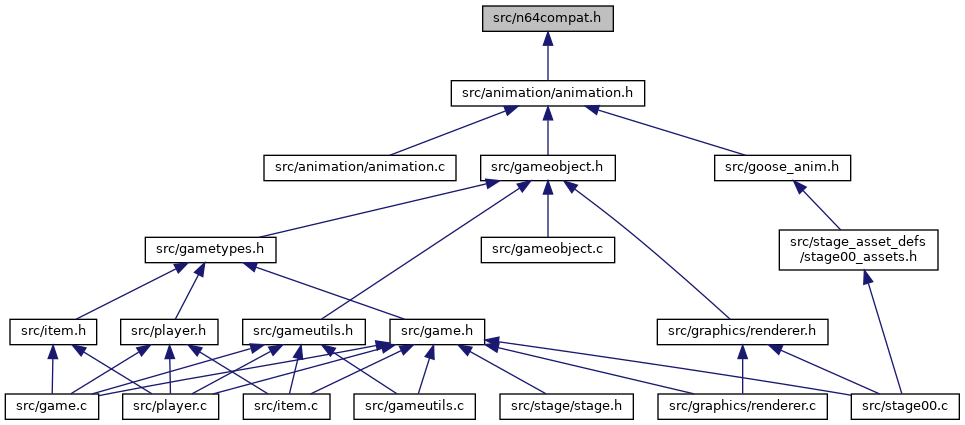 src/n64compat.h
src/animation/animation.h
src/animation/animation.c
src/gameobject.h
src/goose_anim.h
src/gametypes.h
src/gameobject.c
src/stage_asset_defs
/stage00_assets.h
src/item.h
src/player.h
src/gameutils.h
src/game.h
src/graphics/renderer.h
src/game.c
src/player.c
src/item.c
src/gameutils.c
src/stage/stage.h
src/graphics/renderer.c
src/stage00.c